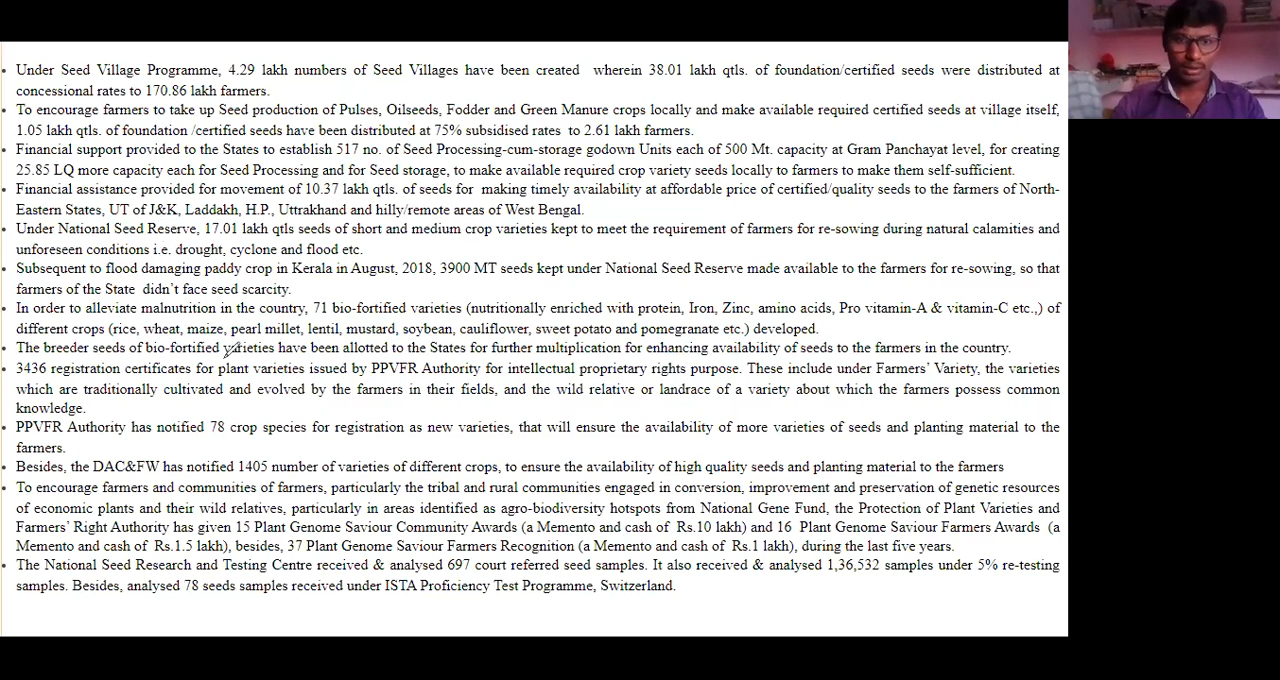 • Under Seed Village Programme, 4.29 lakh numbers of Seed Villages have been created wherein 38.01 lakh qtls. of foundation/certified seeds were distributed at
concessional rates to 170.86 lakh farmers.
• To encourage farmers to take up Seed production of Pulses, Oilseeds, Fodder and Green Manure crops locally and make available required certified seeds at village itself,
1.05 lakh qtls. of foundation /certified seeds have been distributed at 75% subsidised rates to 2.61 lakh farmers.
• Financial support provided to the States to establish 517 no. of Seed Processing-cum-storage godown Units each of 500 Mt. capacity at Gram Panchayat level, for creating
25.85 LQ more capacity each for Seed Processing and for Seed storage, to make available required crop variety seeds locally to farmers to make them self-sufficient.
• Financial assistance provided for movement of 10.37 lakh qtls. of seeds for making timely availability at affordable price of certified/quality seeds to the farmers of North-
Eastern States, UT of J&K, Laddakh, H.P., Uttrakhand and hilly/remote areas of West Bengal.
• Under National Seed Reserve, 17.01 lakh qtls seeds of short and medium crop varieties kept to meet the requirement of farmers for re-sowing during natural calamities and
unforeseen conditions i.e. drought, cyclone and flood etc.
• Subsequent to flood damaging paddy crop in Kerala in August, 2018, 3900 MT seeds kept under National Seed Reserve made available to the farmers for re-sowing, so that
farmers of the State didn't face seed scarcity.
• In order to alleviate malnutrition in the country, 71 bio-fortified varieties (nutritionally enriched with protein, Iron, Zinc, amino acids, Pro vitamin-A & vitamin-C etc.,) of
different crops (rice, wheat, maize, pearl millet, lentil, mustard, soybean, cauliflower, sweet potato and pomegranate etc.) developed.
• The breeder seeds of bio-fortified varieties have been allotted to the States for further multiplication for enhancing availability of seeds to the farmers in the country.
• 3436 registration certificates for plant varieties issued by PPVFR Authority for intellectual proprietary rights purpose. These include under Farmers' Variety, the varieties
which are traditionally cultivated and evolved by the farmers in their fields, and the wild relative or landrace of a variety about which the farmers possess common
knowledge.
• PPVFR Authority has notified 78 crop species for registration as new varieties, that will ensure the availability of more varieties of seeds and planting material to the
farmers.
• Besides, the DAC&FW has notified 1405 number of varieties of different crops, to ensure the availability of high quality seeds and planting material to the farmers
• To encourage farmers and communities of farmers, particularly the tribal and rural communities engaged in conversion, improvement and preservation of genetic resources
of economic plants and their wild relatives, particularly in areas identified as agro-biodiversity hotspots from National Gene Fund, the Protection of Plant Varieties and
Farmers' Right Authority has given 15 Plant Genome Saviour Community Awards (a Memento and cash of Rs.10 lakh) and 16 Plant Genome Saviour Farmers Awards (a
Memento and cash of Rs.1.5 lakh), besides, 37 Plant Genome Saviour Farmers Recognition (a Memento and cash of Rs.1 lakh), during the last five years.
• The National Seed Research and Testing Centre received & analysed 697 court referred seed samples. It also received & analysed 1,36,532 samples under 5% re-testing
samples. Besides, analysed 78 seeds samples received under ISTA Proficiency Test Programme, Switzerland.